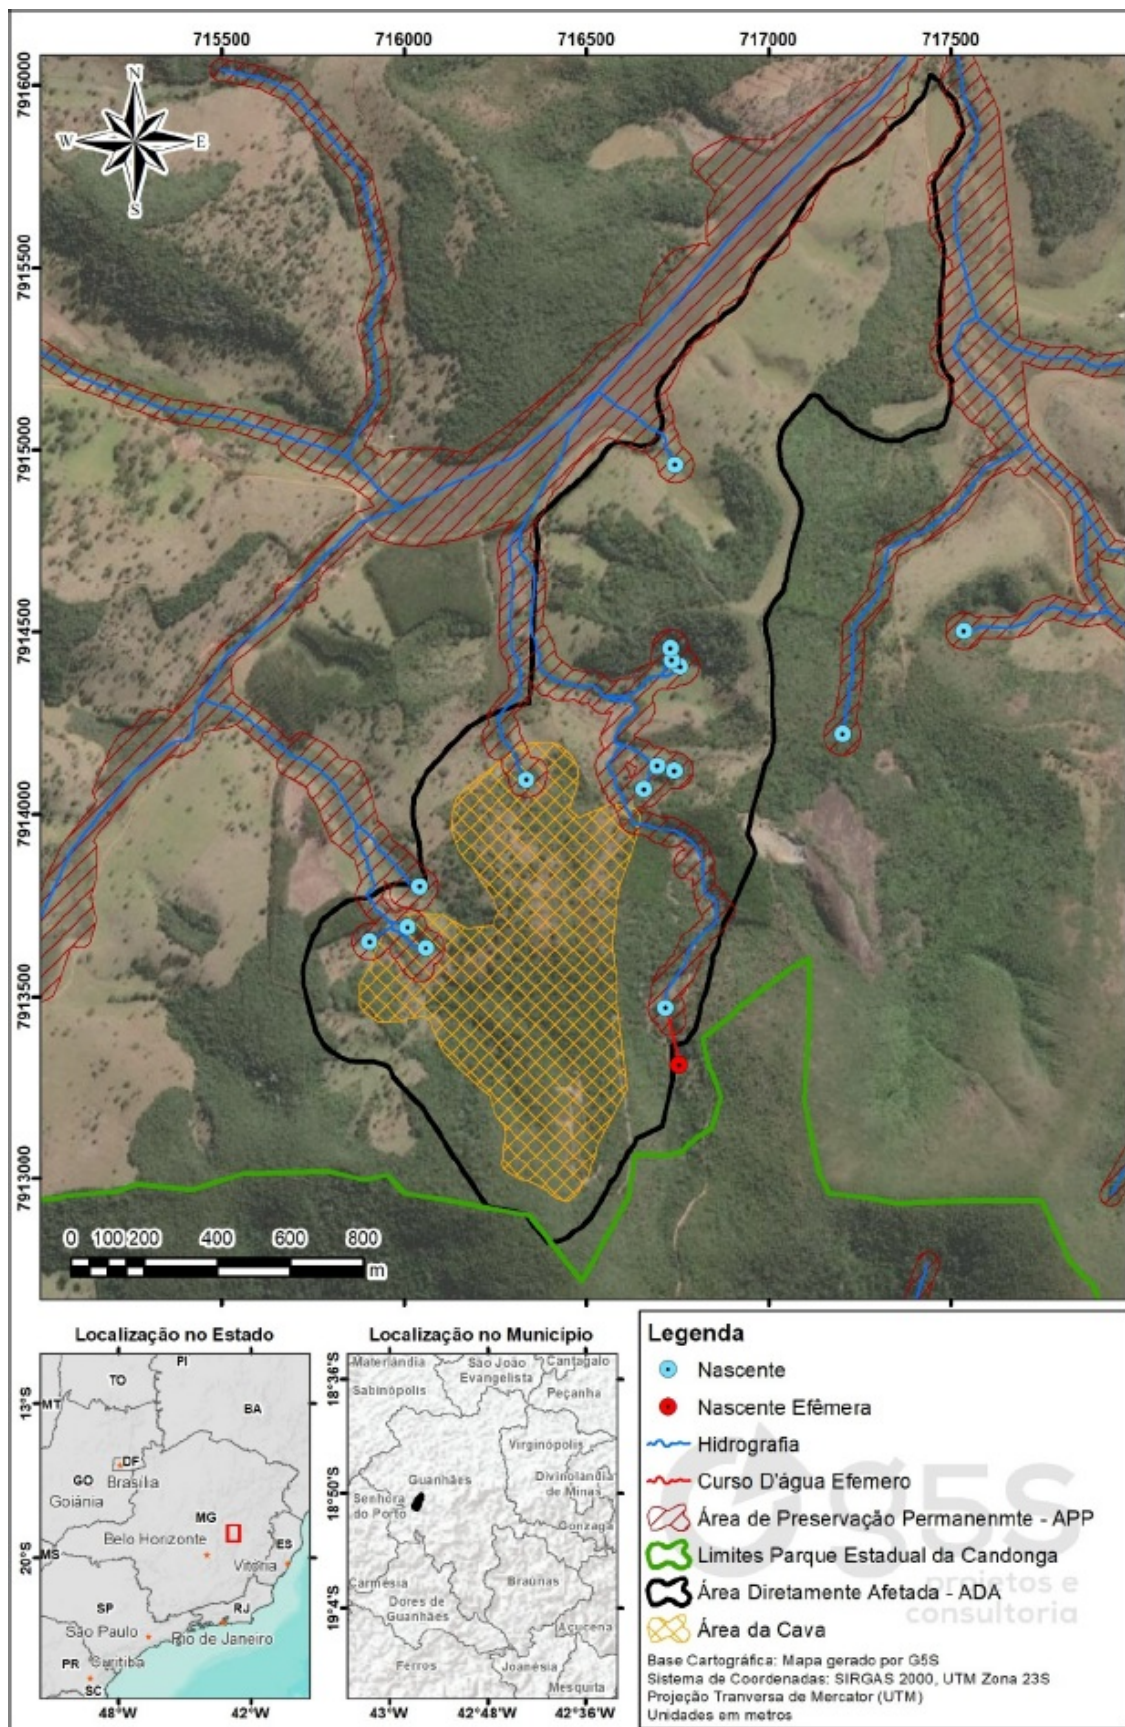 715500 716000 716500 717000 717500
7916000
7915500
7915000
7914500
7914000
7913500
7913000
N
W E
S
0 100 200 400 600 800
m
Localização no Estado
PI
TO
MT
BA
DF
GO
Brasília
Goiânia
MG
Belo Horizonte
ES
MS
Vitória
SP
RJ
São Paulo
Rio de Janeiro
PR
Curitiba
SC
13°S
20°S
48°W 42°W
Localização no Município
Materlândia
São João
Evangelista
Cantagalo
Sabinópolis
Peçanha
Virginópolis
Guanhães
Divinolândia
de Minas
Senhora
do Porto
Gonzaga
Carmésia
Braúnas
Dores de
Guanhães
Açucena
Ferros
Joanésia
Mesquita
18°36'S
18°50'S
19°4'S
43°W 42°48'W 42°36'W
Legenda
Nascente
Nascente Efêmera
Hidrografia
Curso D'água Efemero
Área de Preservação Permanenmte - APP
Limites Parque Estadual da Candonga
Área Diretamente Afetada - ADA
Área da Cava
g5s
projetos e
consultoria
Base Cartográfica: Mapa gerado por G5S
Sistema de Coordenadas: SIRGAS 2000, UTM Zona 23S
Projeção Tranversa de Mercator (UTM)
Unidades em metros